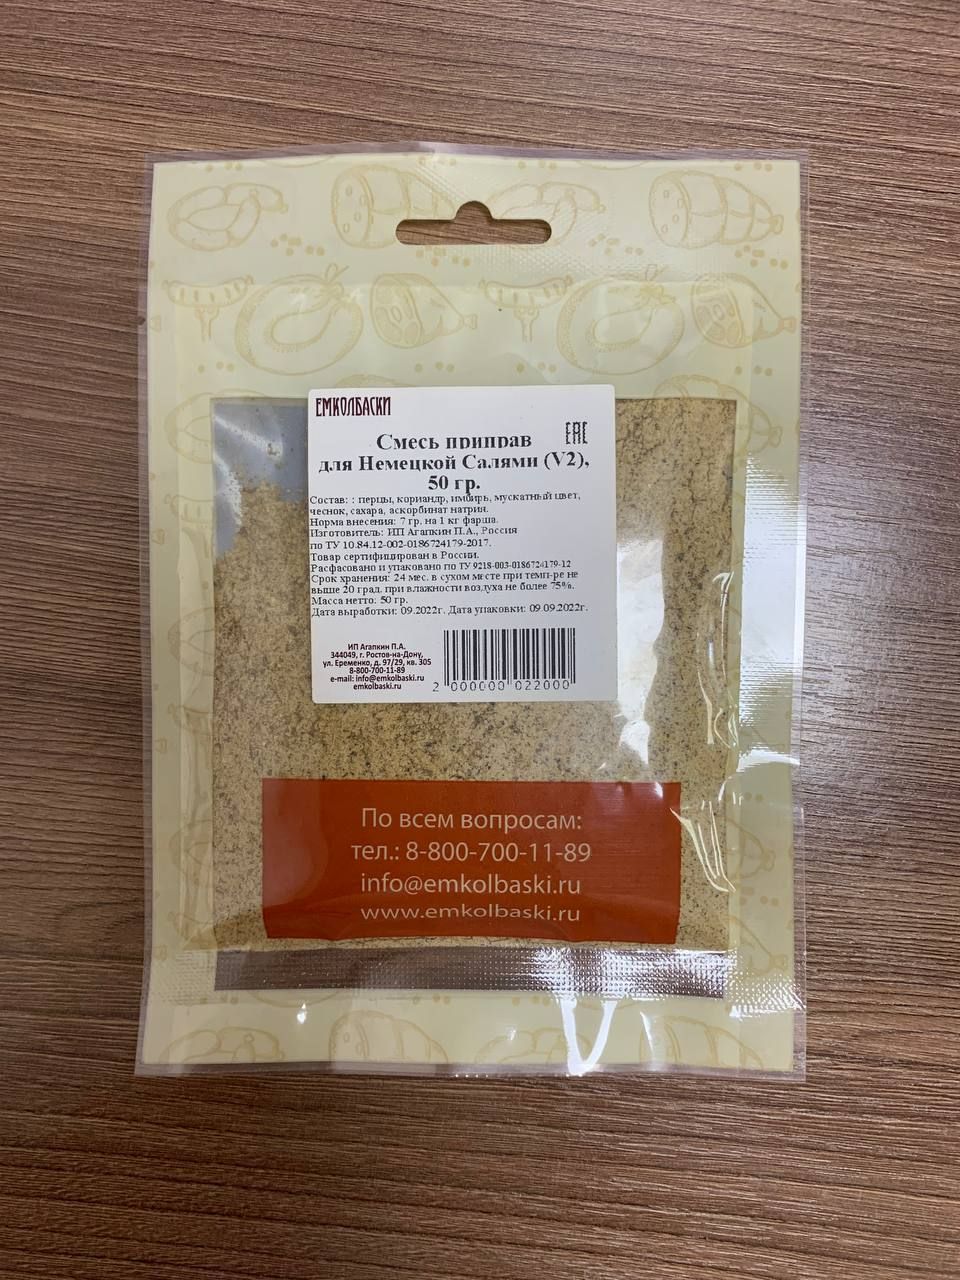 ЕМКОЛБАСКИ
ЕАС
Смесь приправ
для Немецкой Салями (V2),
50 гр.
Состав: : перцы, кориандр, имбирь, мускатный цвет,
чеснок, сахара, аскорбинат натрия.
Норма внесения: 7 гр. на 1 кг фарша.
Изготовитель: ИП Агапкин П.А., Россия
по ТУ 10.84.12-002-0186724179-2017.
Товар сертифицирован в России.
Расфасовано и упаковано по ТУ 9218-003-0186724179-12
Срок хранения: 24 мес. в сухом месте при темп-ре не
выше 20 град. при влажности воздуха не более 75%.
Масса нетто: 50 гр.
Дата выработки: 09.2022г. Дата упаковки: 09.09.2022г.
ИП Агапкин П.А.
344049, г. Ростов-на-Дону,
ул. Еременко, д. 97/29, кв. 305
8-800-700-11-89
e-mail: info@emkolbaski.ru
emkolbaski.ru
2 000000 022000
По всем вопросам:
тел.: 8-800-700-11-89
info@emkolbaski.ru
www.emkolbaski.ru